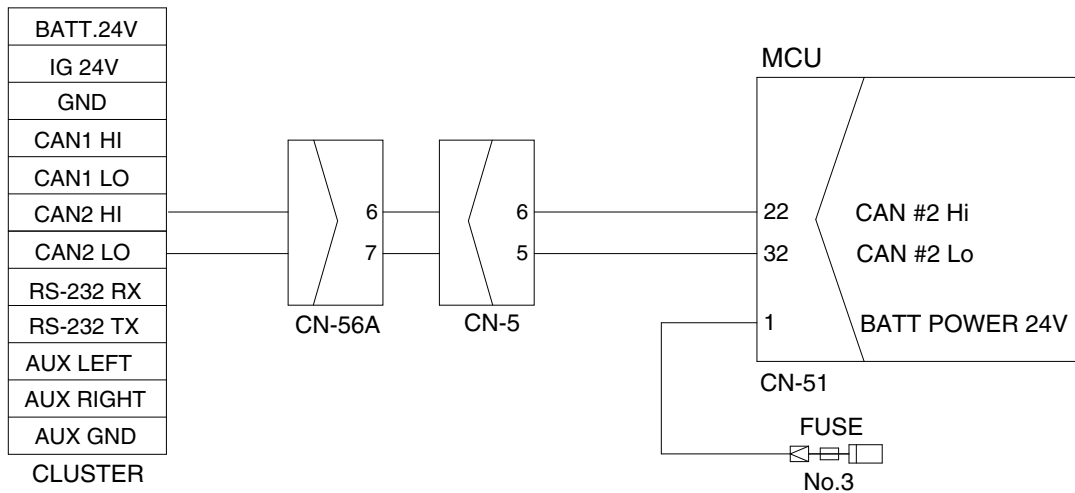 BATT.24V
IG 24V
GND
CAN1 HI
CAN1 LO
CAN2 HI
CAN2 LO
RS-232 RX
RS-232 TX
AUX LEFT
AUX RIGHT
AUX GND
CLUSTER
6
7
CN-56A
6
5
CN-5
MCU
22 CAN #2 Hi
32 CAN #2 Lo
1 BATT POWER 24V
CN-51
FUSE
No.3